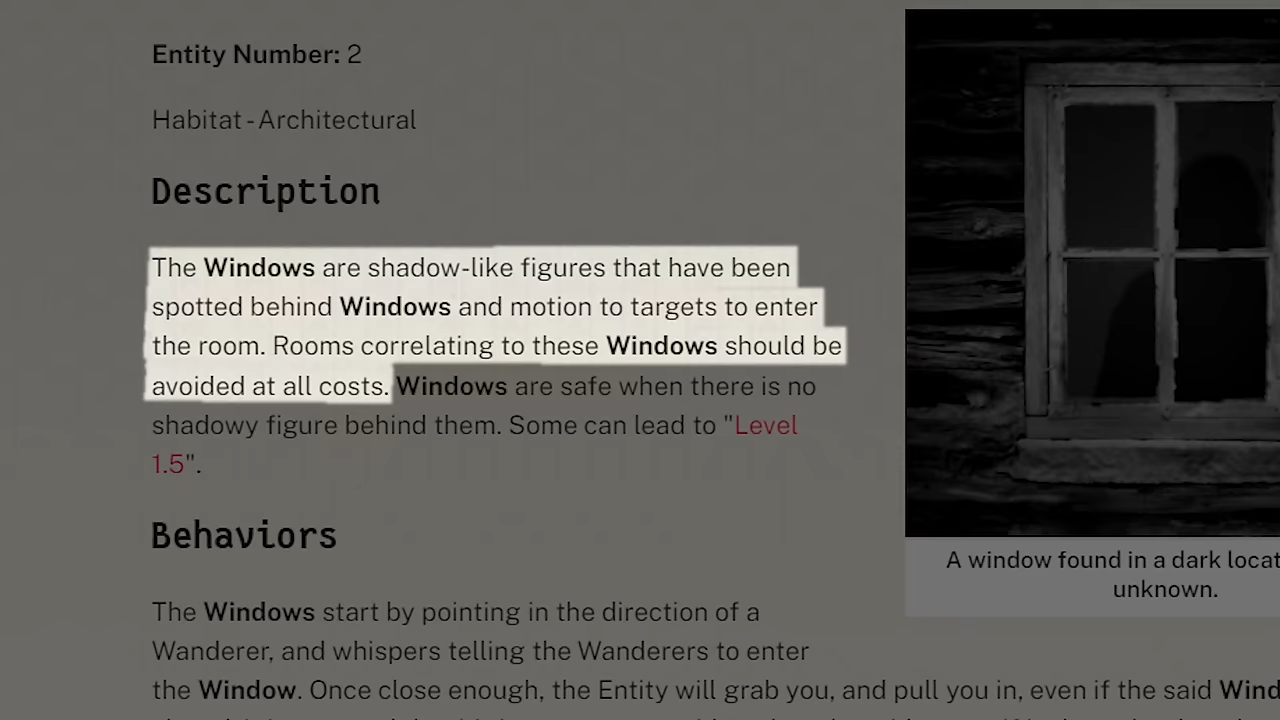 Entity Number: 2
Habitat - Architectural
Description
The Windows are shadow-like figures that have been
spotted behind Windows and motion to targets to enter
the room. Rooms correlating to these Windows should be
avoided at all costs. Windows are safe when there is no
shadowy figure behind them. Some can lead to "Level
1.5".
A window found in a dark locat
unknown.
Behaviors
The Windows start by pointing in the direction of a
Wanderer, and whispers telling the Wanderers to enter
the Window. Once close enough, the Entity will grab you, and pull you in, even if the said Wind